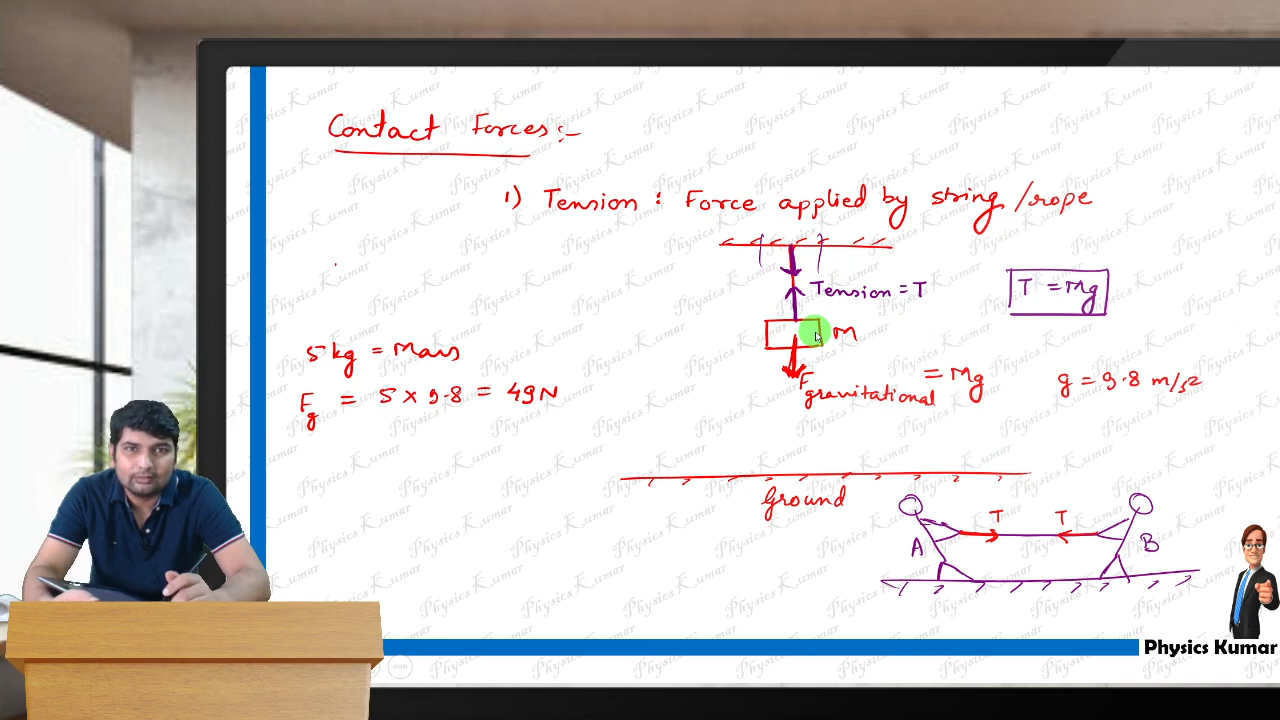 Contact Forces:-
1) Tension : Force applied by string/rope
Tension = T
T = Mg
M
5 kg = Mass
F gravitational = Mg
g = 9.8 m/s2
Fg = 5 x 9.8 = 49N
Ground
T T
A B
Physics Kumar